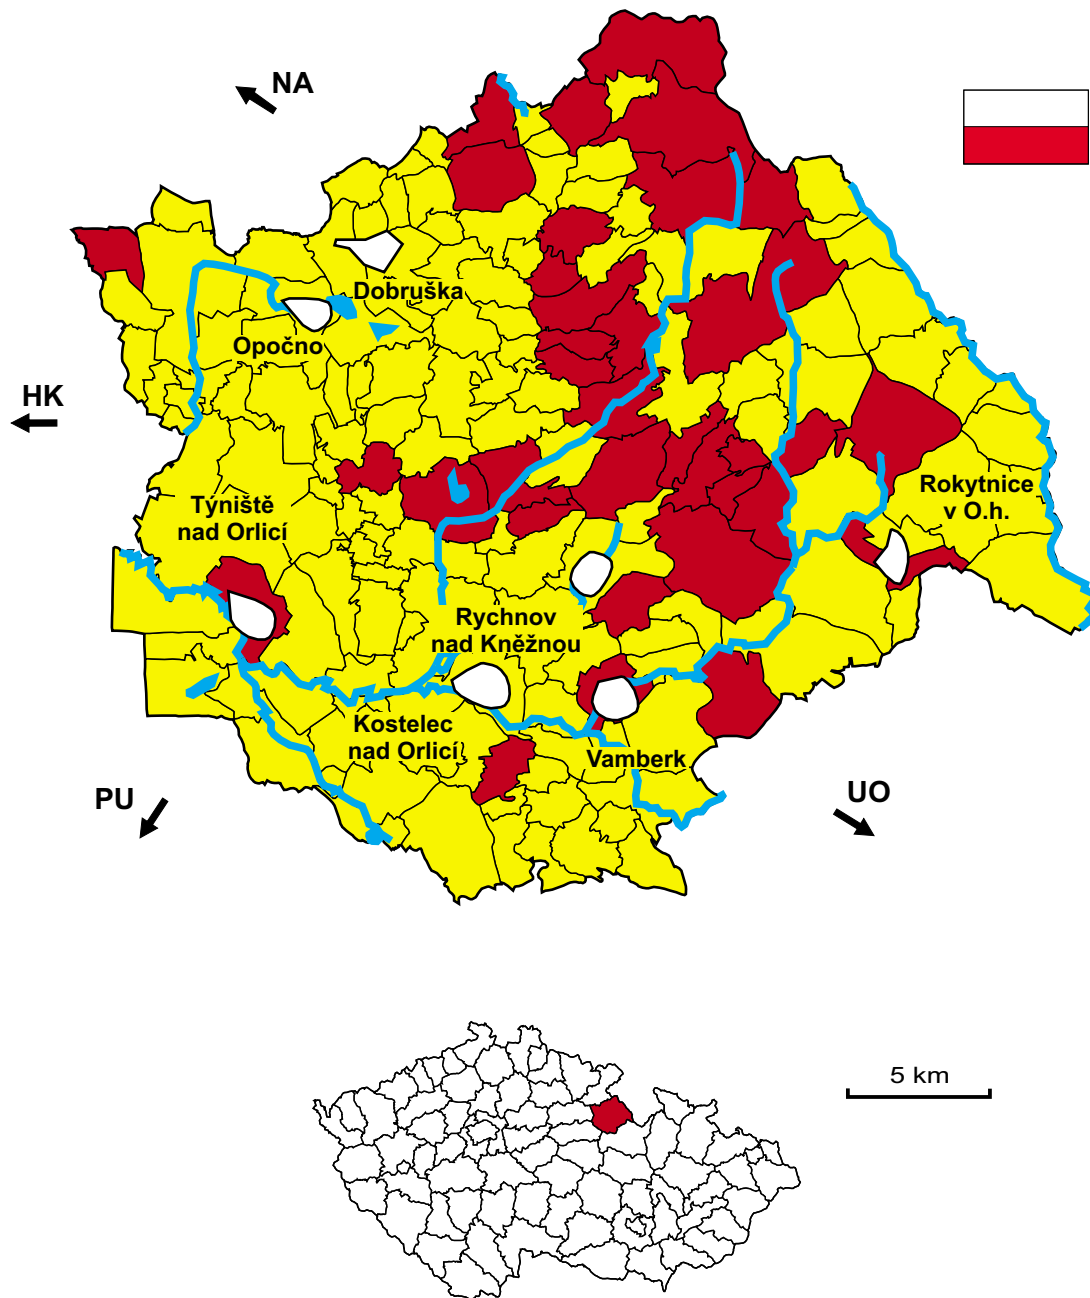 NA
Dobruška
Opočno
HK
Týniště
nad Orlicí
Rokytnice
v O.h.
Rychnov
nad Kněžnou
Kostelec
nad Orlicí
Vamberk
PU
UO
5 km